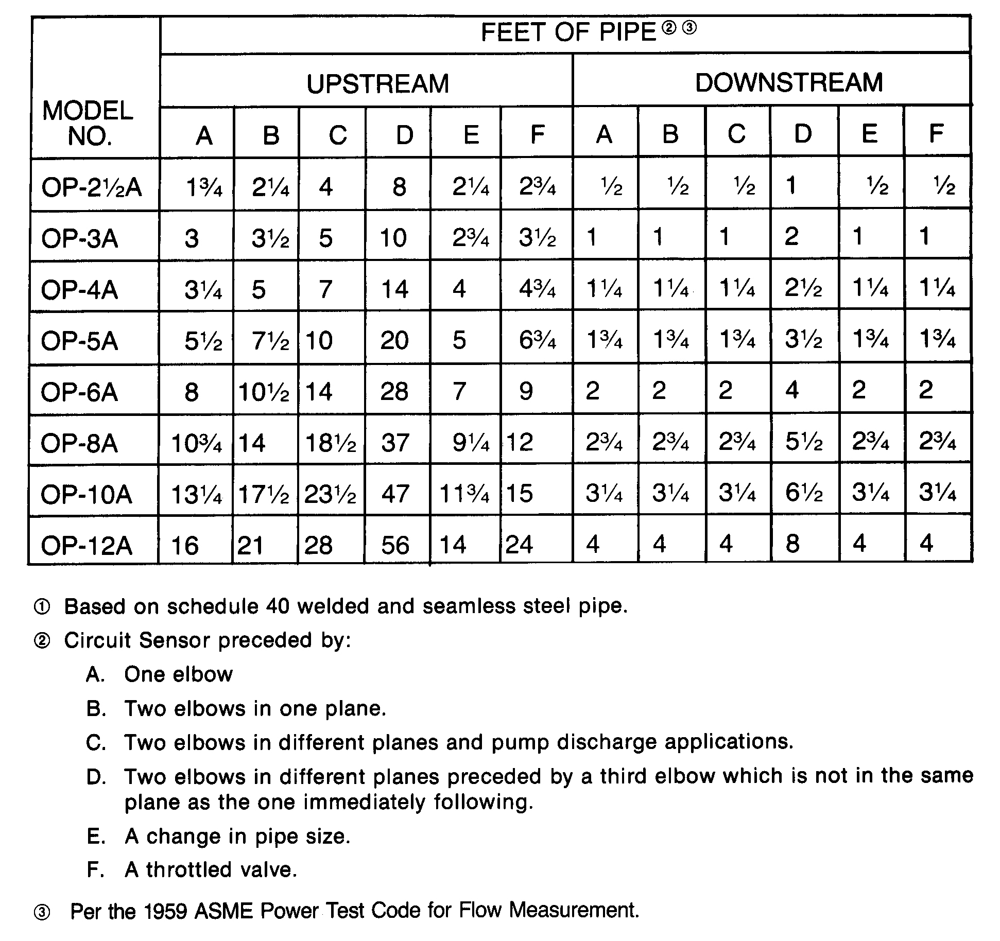 FEET OF PIPE ② ③
UPSTREAM DOWNSTREAM
MODEL
NO. A B C D E F A B C D E F
OP-2½A 1¾ 2¼ 4 8 2¼ 2¾ ½ ½ ½ 1 ½ ½
OP-3A 3 3½ 5 10 2¾ 3½ 1 1 1 2 1 1
OP-4A 3¼ 5 7 14 4 4¾ 1¼ 1¼ 1¼ 2½ 1¼ 1¼
OP-5A 5½ 7½ 10 20 5 6¾ 1¾ 1¾ 1¾ 3½ 1¾ 1¾
OP-6A 8 10½ 14 28 7 9 2 2 2 4 2 2
OP-8A 10¾ 14 18½ 37 9¼ 12 2¾ 2¾ 2¾ 5½ 2¾ 2¾
OP-10A 13¼ 17½ 23½ 47 11¾ 15 3¼ 3¼ 3¼ 6½ 3¼ 3¼
OP-12A 16 21 28 56 14 24 4 4 4 8 4 4
① Based on schedule 40 welded and seamless steel pipe.
② Circuit Sensor preceded by:
A. One elbow
B. Two elbows in one plane.
C. Two elbows in different planes and pump discharge applications.
D. Two elbows in different planes preceded by a third elbow which is not in the same
plane as the one immediately following.
E. A change in pipe size.
F. A throttled valve.
③ Per the 1959 ASME Power Test Code for Flow Measurement.